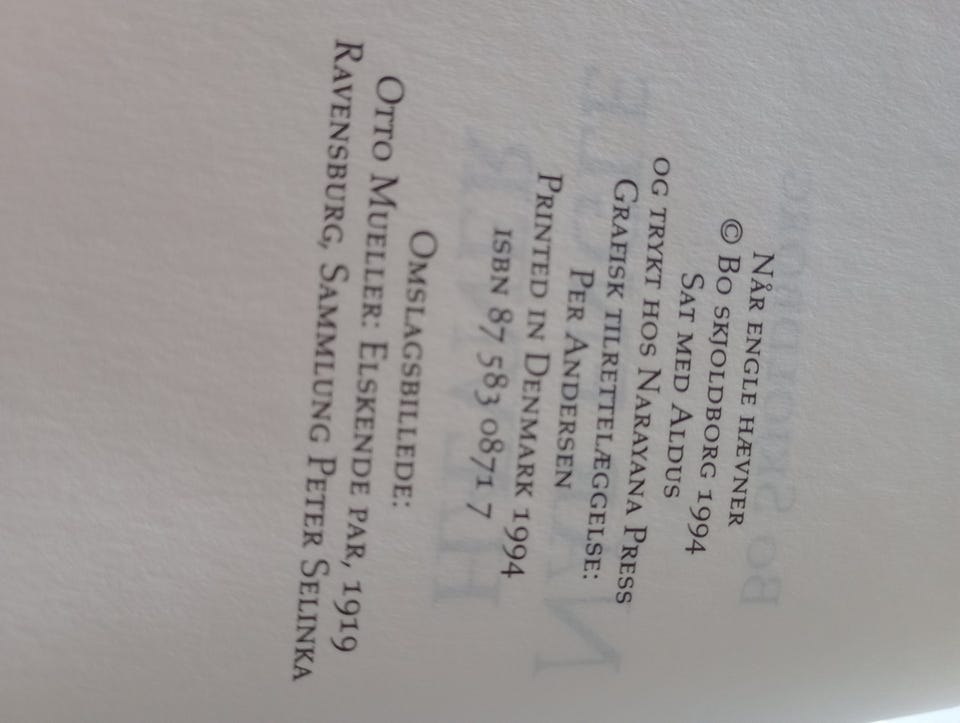 NÅR ENGLE HÆVNER
© BO SKJOLDBORG 1994
SAT MED ALDUS
OG TRYKT HOS NARAYANA PRESS
GRAFISK TILRETTELÆGGELSE:
PER ANDERSEN
PRINTED IN DENMARK 1994
ISBN 87 583 0871 7
OMSLAGSBILLEDE:
OTTO MUELLER: ELSKENDE PAR, 1919
RAVENSBURG, SAMMLUNG PETER SELINKA